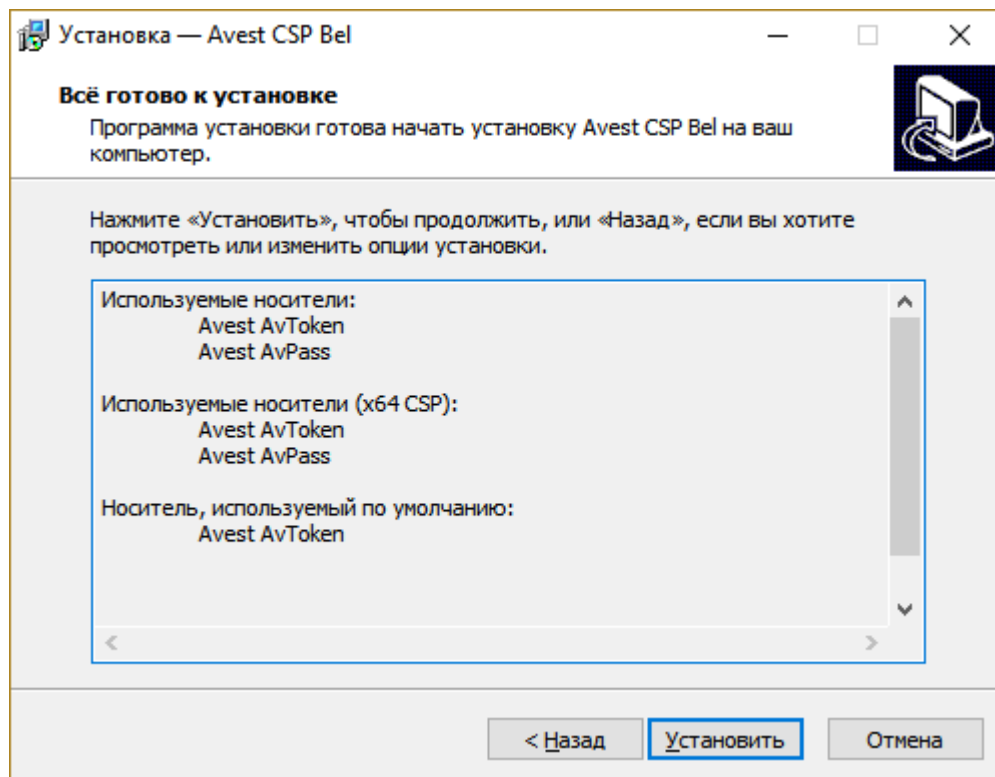 Установка — Avest CSP Bel
Всё готово к установке
Программа установки готова начать установку Avest CSP Bel на ваш
компьютер.
Нажмите «Установить», чтобы продолжить, или «Назад», если вы хотите
просмотреть или изменить опции установки.
Используемые носители:
Avest AvToken
Avest AvPass
Используемые носители (x64 CSP):
Avest AvToken
Avest AvPass
Носитель, используемый по умолчанию:
Avest AvToken
< Назад
Установить
Отмена